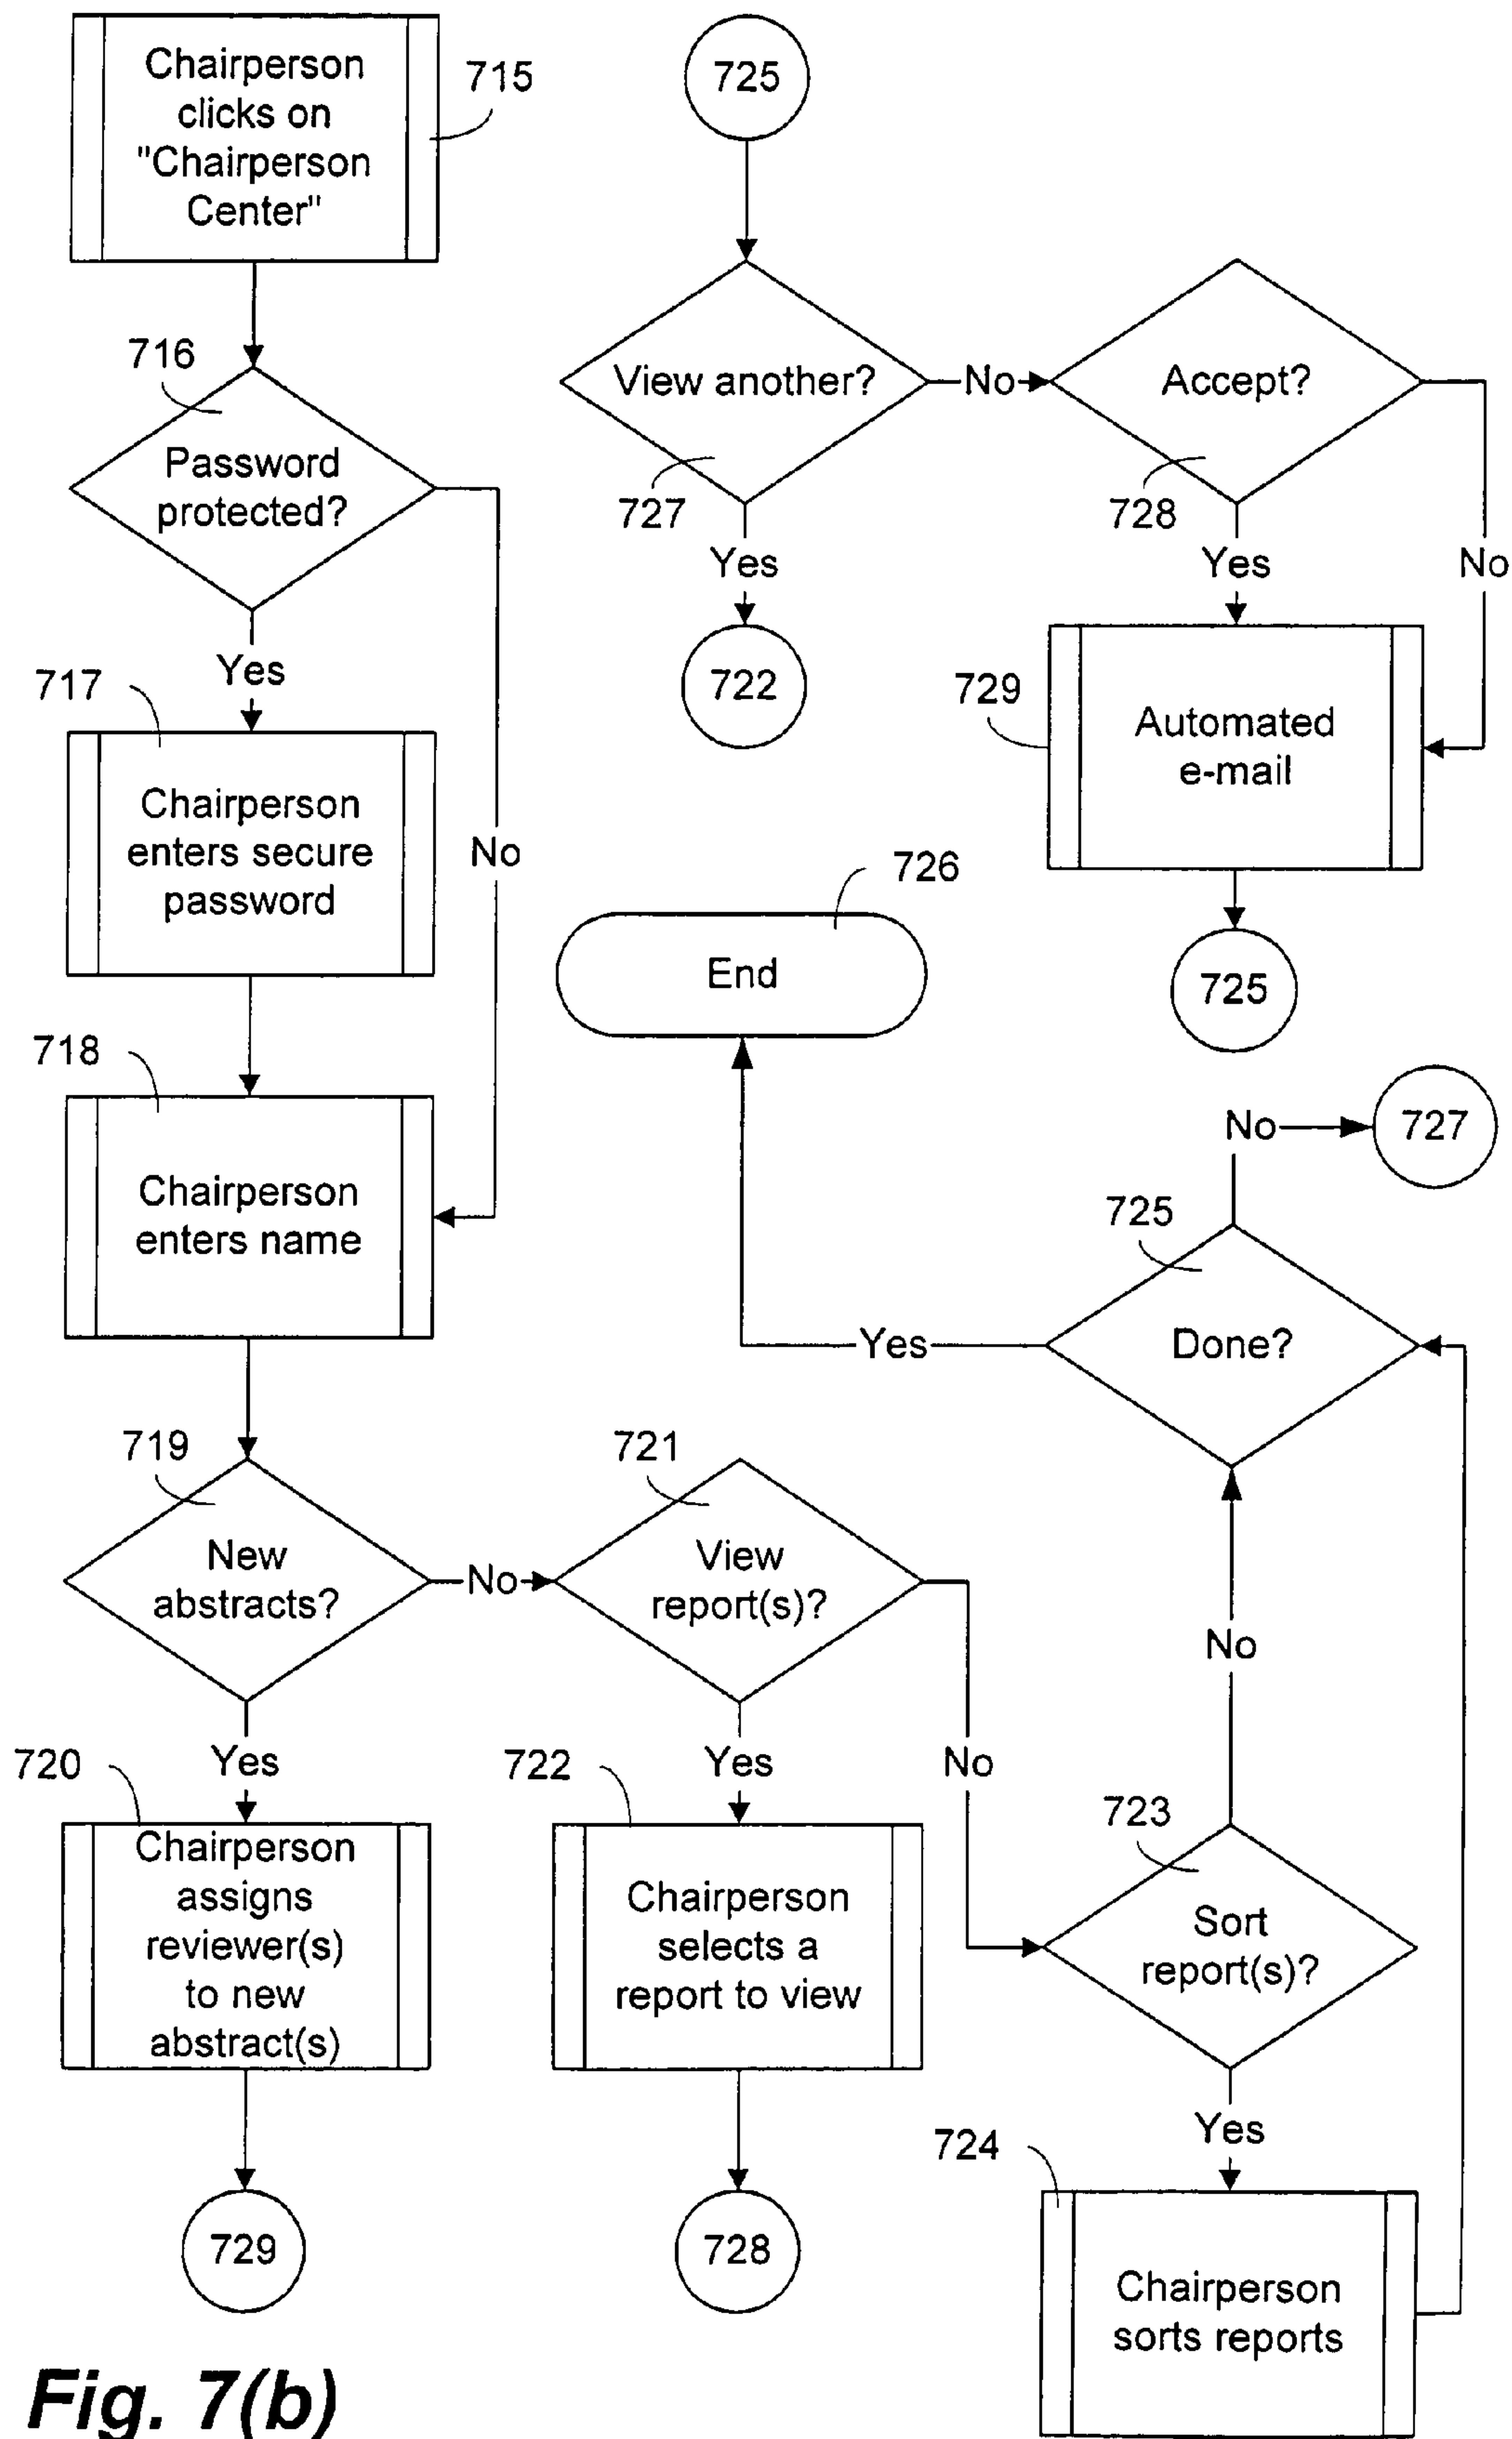 Chairperson
clicks on
"Chairperson
Center"
715
716
Password
protected?
Yes
No
717
Chairperson
enters secure
password
718
Chairperson
enters name
719
New
abstracts?
No
Yes
720
Chairperson
assigns
reviewer(s)
to new
abstract(s)
729
721
View
report(s)?
Yes
No
722
Chairperson
selects a
report to view
728
723
Sort
report(s)?
No
Yes
724
Chairperson
sorts reports
725
Done?
No
727
Yes
726
End
725
View another?
727
No
Yes
722
Accept?
728
Yes
No
729
Automated
e-mail
725
Fig. 7(b)